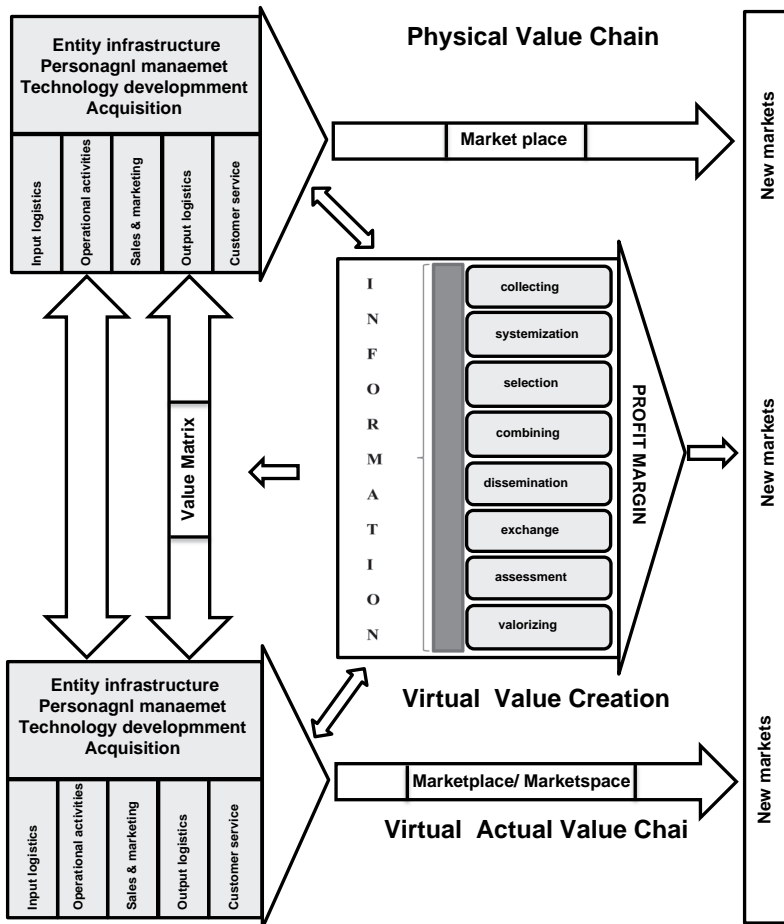 Physical Value Chain
Entity infrastructure
Personagnl manaemet
Technology developmment
Acquisition
Input logistics
Operational activities
Sales & marketing
Output logistics
Customer service
Market place
New markets
I
N
F
O
R
M
A
T
I
O
N
collecting
systemization
selection
combining
dissemination
exchange
assessment
valorizing
PROFIT MARGIN
New markets
Value Matrix
Virtual Value Creation
Entity infrastructure
Personagnl manaemet
Technology developmment
Acquisition
Input logistics
Operational activities
Sales & marketing
Output logistics
Customer service
Marketplace/ Marketspace
Virtual Actual Value Chai
New markets